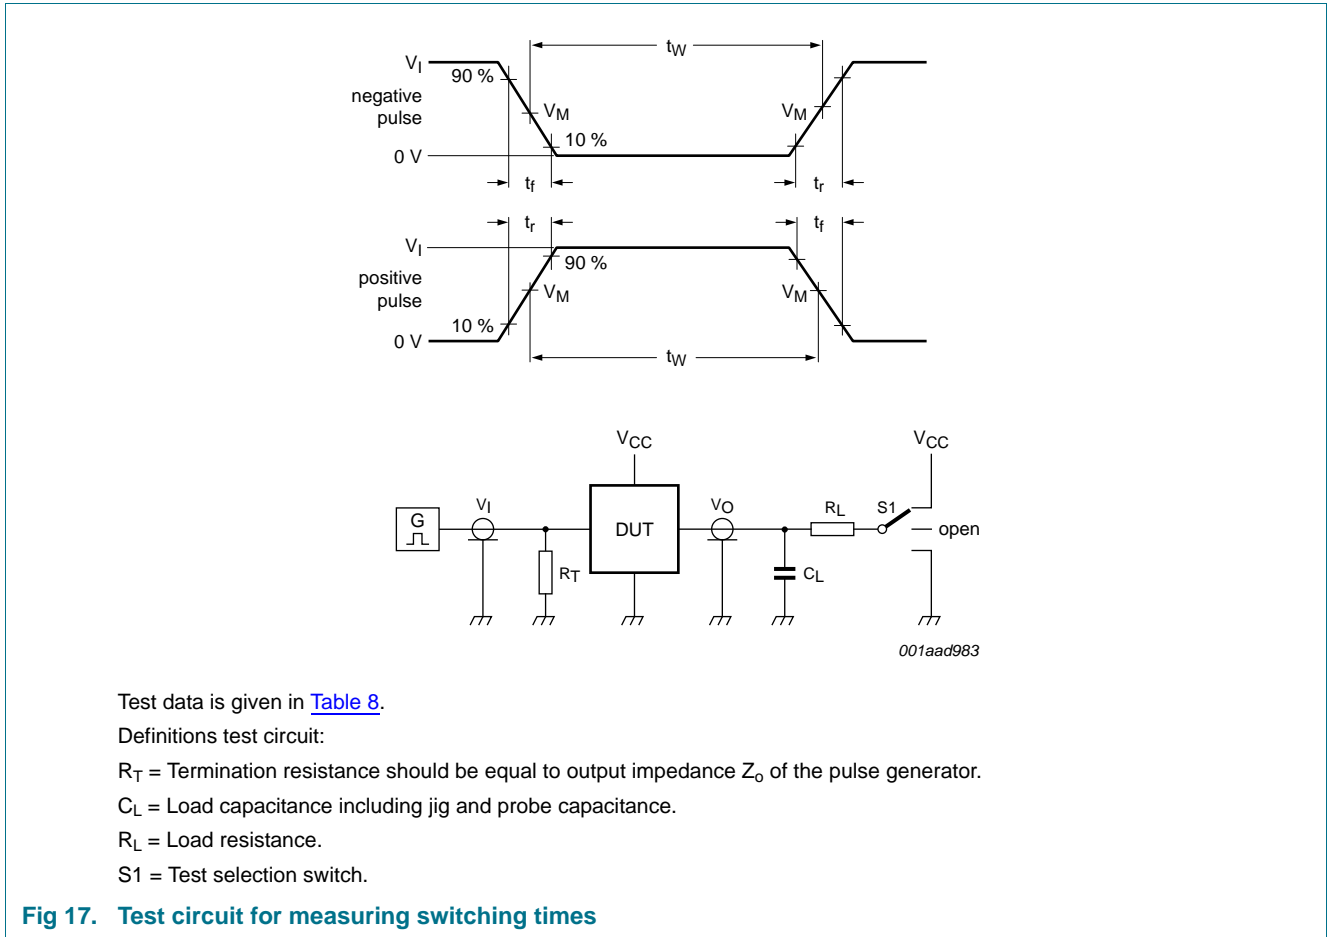 tW
VI
90 %
negative
pulse
VM
VM
10 %
0 V
tf
tr
tr
tf
VI
90 %
positive
pulse
VM
VM
10 %
0 V
tW
VCC
VCC
G
VI
DUT
VO
RL
S1
open
RT
CL
001aad983
Test data is given in Table 8.
Definitions test circuit:
RT = Termination resistance should be equal to output impedance Zo of the pulse generator.
CL = Load capacitance including jig and probe capacitance.
RL = Load resistance.
S1 = Test selection switch.
Fig 17. Test circuit for measuring switching times